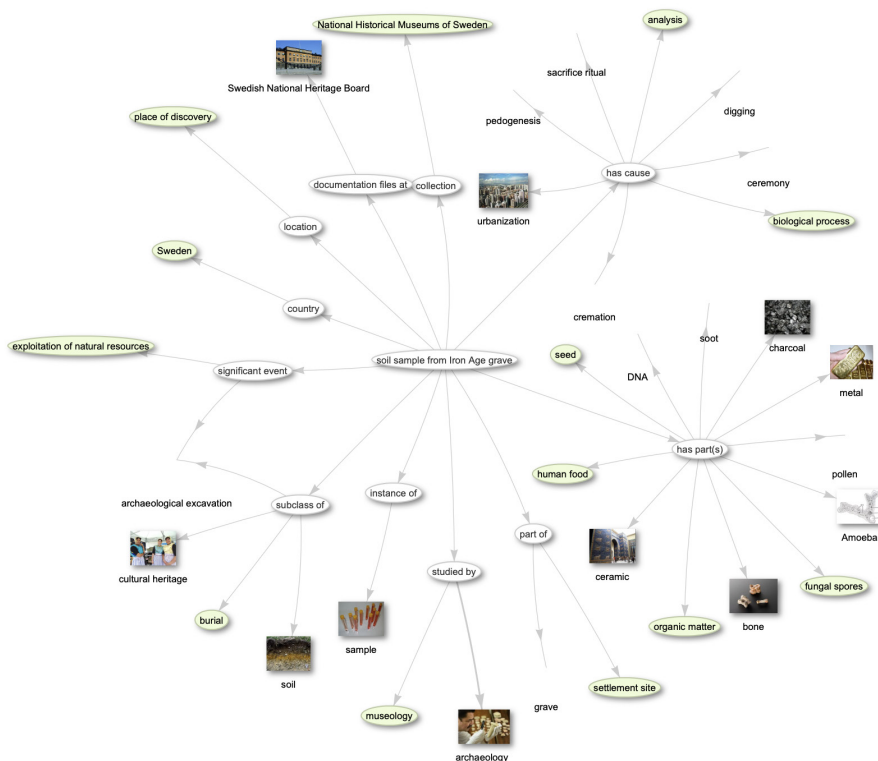 National Historical Museums of Sweden
analysis
Swedish National Heritage Board
sacrifice ritual
digging
place of discovery
pedogenesis
documentation files at
collection
has cause
ceremony
urbanization
biological process
location
Sweden
country
cremation
soot
charcoal
exploitation of natural resources
significant event
soil sample from Iron Age grave
seed
DNA
metal
has part(s)
pollen
human food
archaeological excavation
subclass of
instance of
part of
Amoeba
cultural heritage
studied by
ceramic
fungal spores
burial
organic matter
bone
sample
soil
settlement site
museology
grave
archaeology